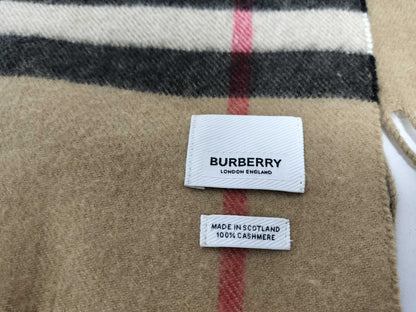 BURBERRY
LONDON ENGLAND
MADE IN SCOTLAND
100% CASHMERE